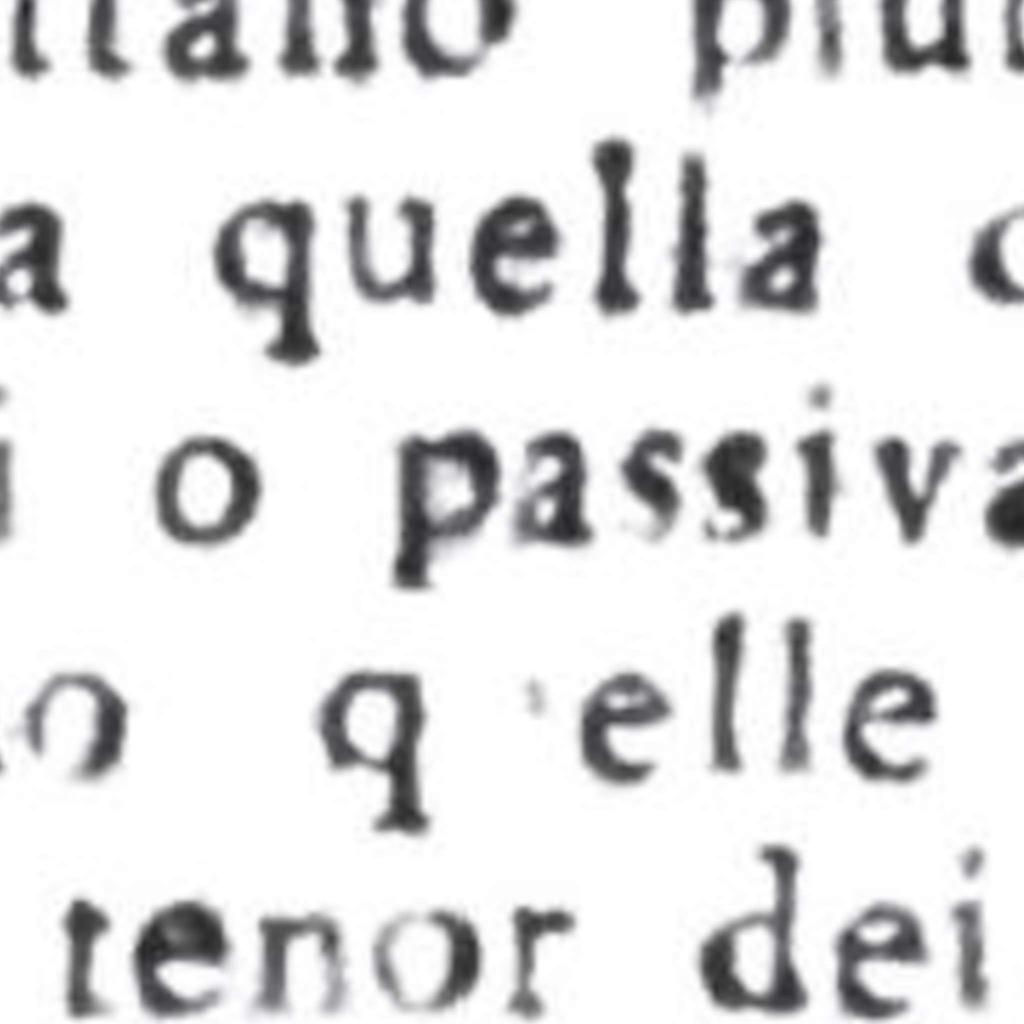 a quella
i o passiva
o q elle
tenor dei